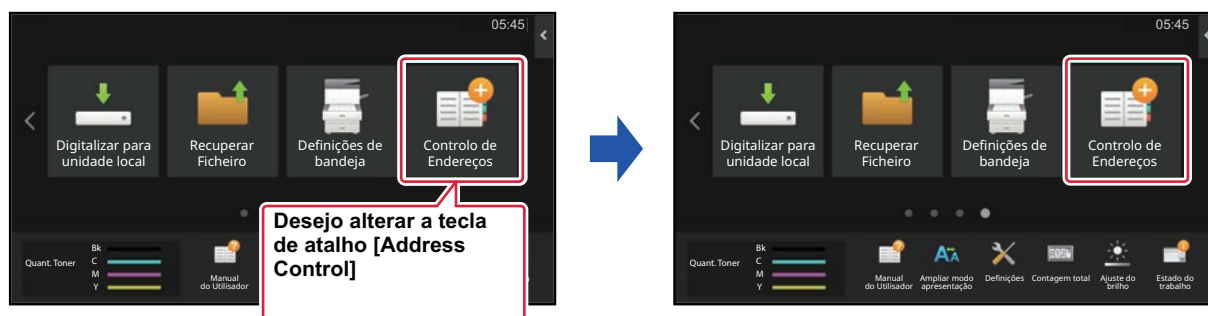 05:45
Digitalizar para
unidade local
Recuperar
Ficheiro
Definições de
bandeja
Controlo de
Endereços
Desejo alterar a tecla
de atalho [Address
Control]
Quant. Toner
Bk
C
M
Y
Manual
do Utilisador
05:45
Digitalizar para
unidade local
Recuperar
Ficheiro
Definições de
bandeja
Controlo de
Endereços
Quant. Toner
Bk
C
M
Y
Manual
do Utilisador
Ampliar modo
apresentação
Definições
Contagem total
Ajuste do
brilho
Estado do
trabalho